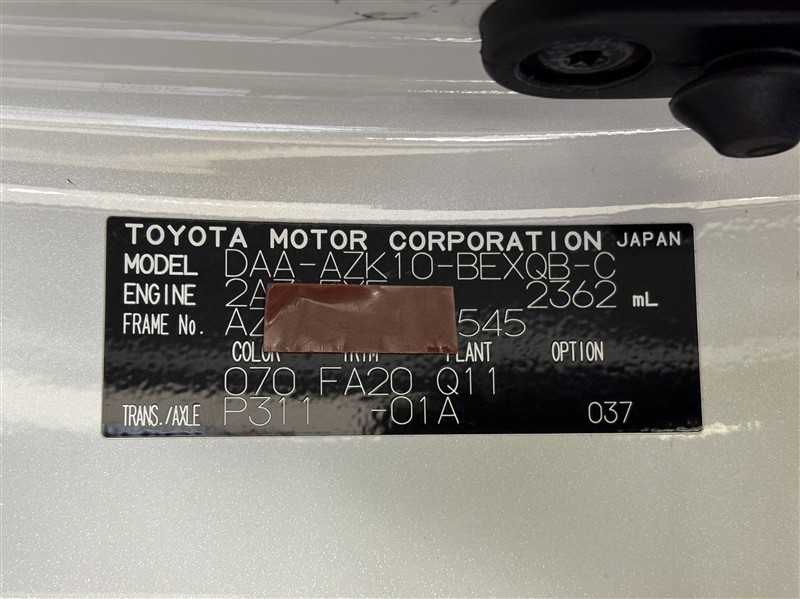 TOYOTA MOTOR CORPORATION JAPAN
MODEL DAA-AZK10-BEXQB-C
ENGINE 2362 mL
FRAME No. 545
COLOR TRIM PLANT OPTION
070 FA20 Q11
TRANS./AXLE P311 -01A 037